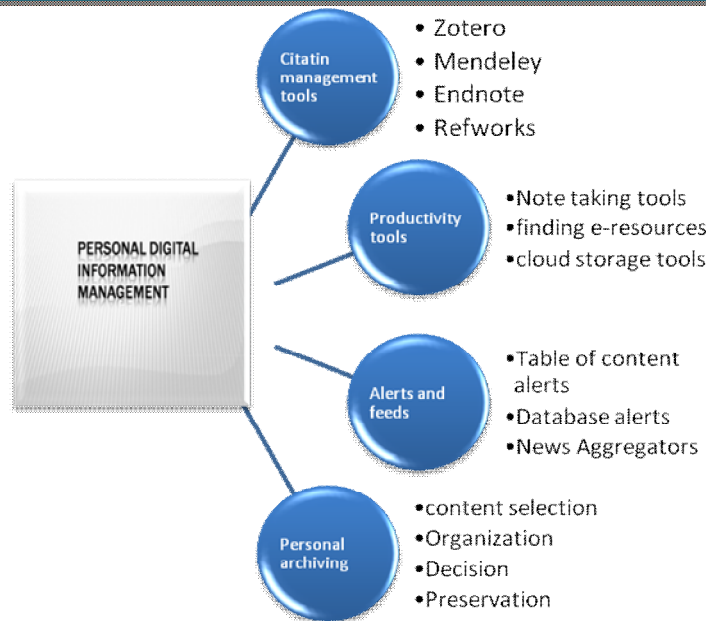 PERSONAL DIGITAL
INFORMATION
MANAGEMENT
Citatin
management
tools
• Zotero
• Mendeley
• Endnote
• Refworks
Productivity
tools
•Note taking tools
•finding e-resources
•cloud storage tools
Alerts and
feeds
•Table of content
alerts
•Database alerts
•News Aggregators
Personal
archiving
•content selection
•Organization
•Decision
•Preservation